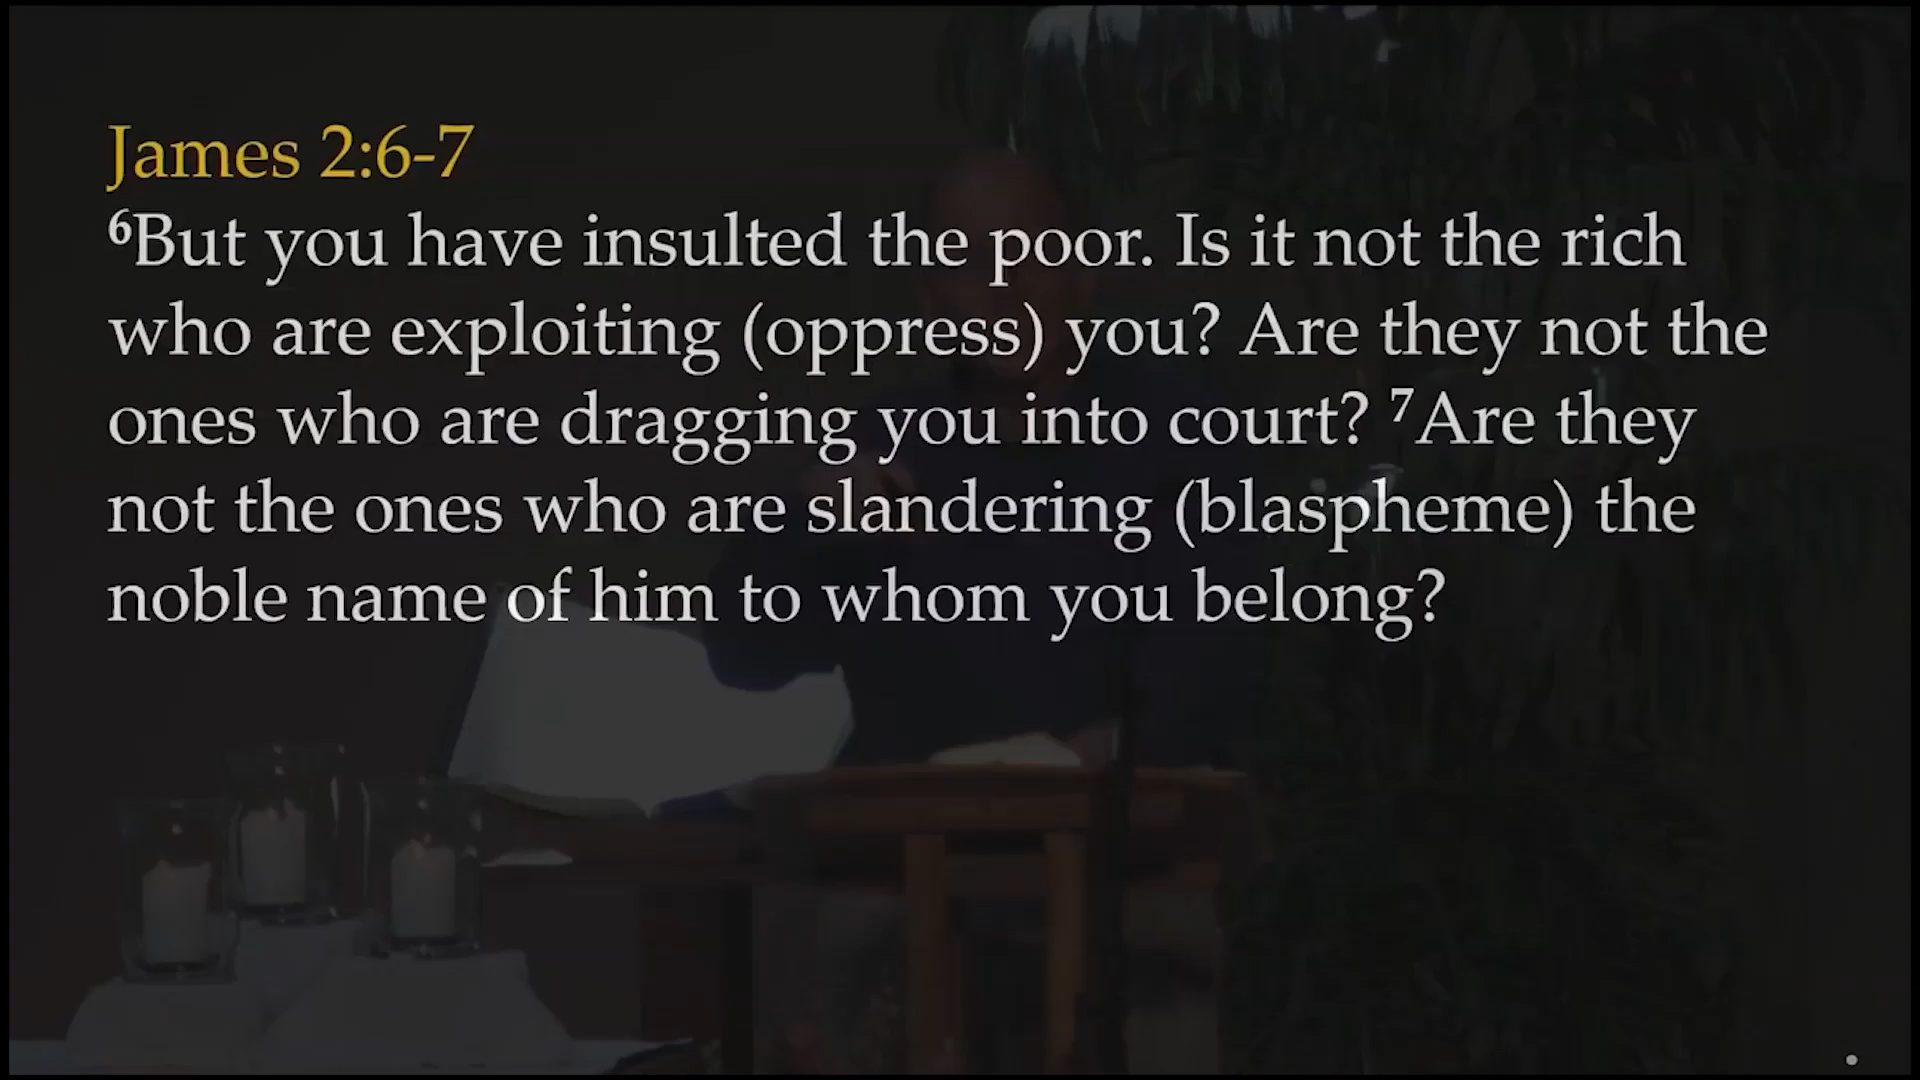 James 2:6-7
⁶But you have insulted the poor. Is it not the rich
who are exploiting (oppress) you? Are they not the
ones who are dragging you into court? ⁷Are they
not the ones who are slandering (blaspheme) the
noble name of him to whom you belong?